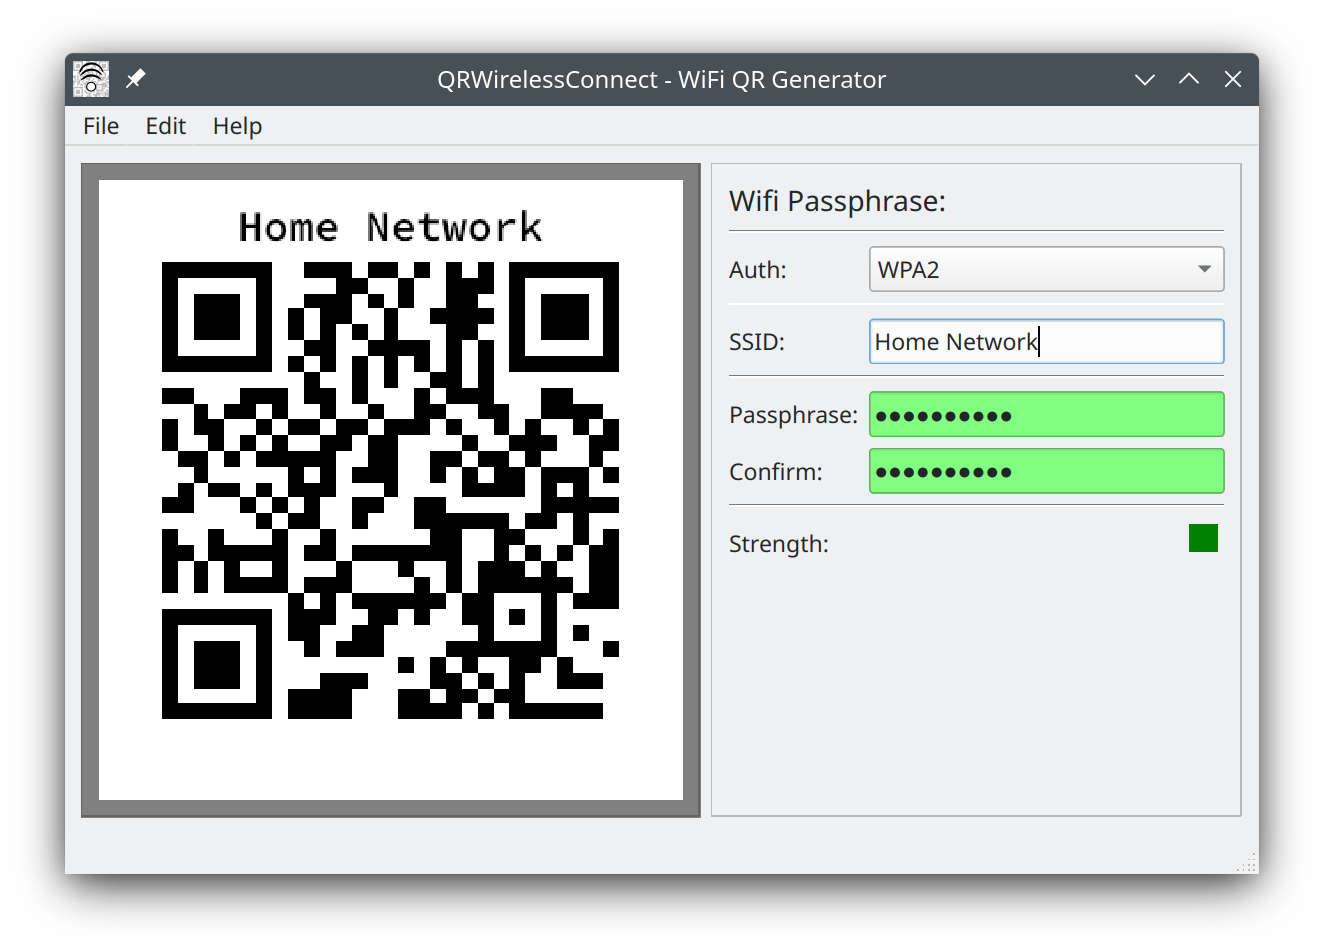 QRWirelessConnect - WiFi QR Generator
File Edit Help
Home Network
Wifi Passphrase:
Auth: WPA2
SSID: Home Network
Passphrase: ●●●●●●●●●●
Confirm: ●●●●●●●●●●
Strength: